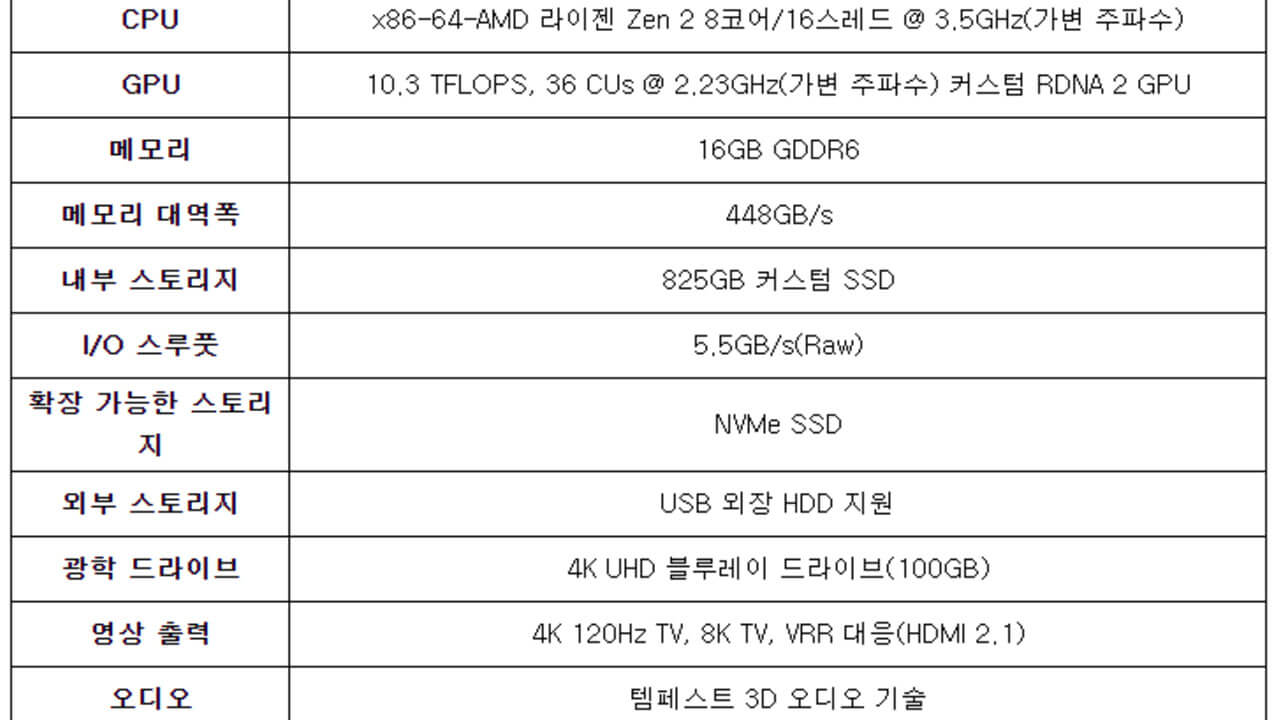 CPU
x86-64-AMD 라이젠 Zen 2 8코어/16스레드 @ 3.5GHz(가변 주파수)
GPU
10.3 TFLOPS, 36 CUs @ 2.23GHz(가변 주파수) 커스텀 RDNA 2 GPU
메모리
16GB GDDR6
메모리 대역폭
448GB/s
내부 스토리지
825GB 커스텀 SSD
I/O 스루풋
5.5GB/s(Raw)
확장 가능한 스토리
지
NVMe SSD
외부 스토리지
USB 외장 HDD 지원
광학 드라이브
4K UHD 블루레이 드라이브(100GB)
영상 출력
4K 120Hz TV, 8K TV, VRR 대응(HDMI 2.1)
오디오
템페스트 3D 오디오 기술